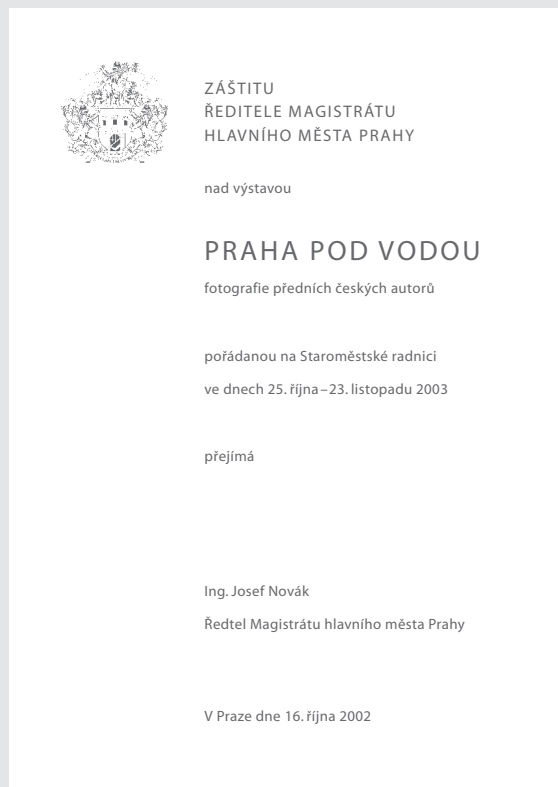 ZÁŠTITU
ŘEDITELE MAGISTRÁTU
HLAVNÍHO MĚSTA PRAHY
nad výstavou
PRAHA POD VODOU
fotografie předních českých autorů
pořádanou na Staroměstské radnici
ve dnech 25. října – 23. listopadu 2003
přejímá
Ing. Josef Novák
Ředtel Magistrátu hlavního města Prahy
V Praze dne 16. října 2002